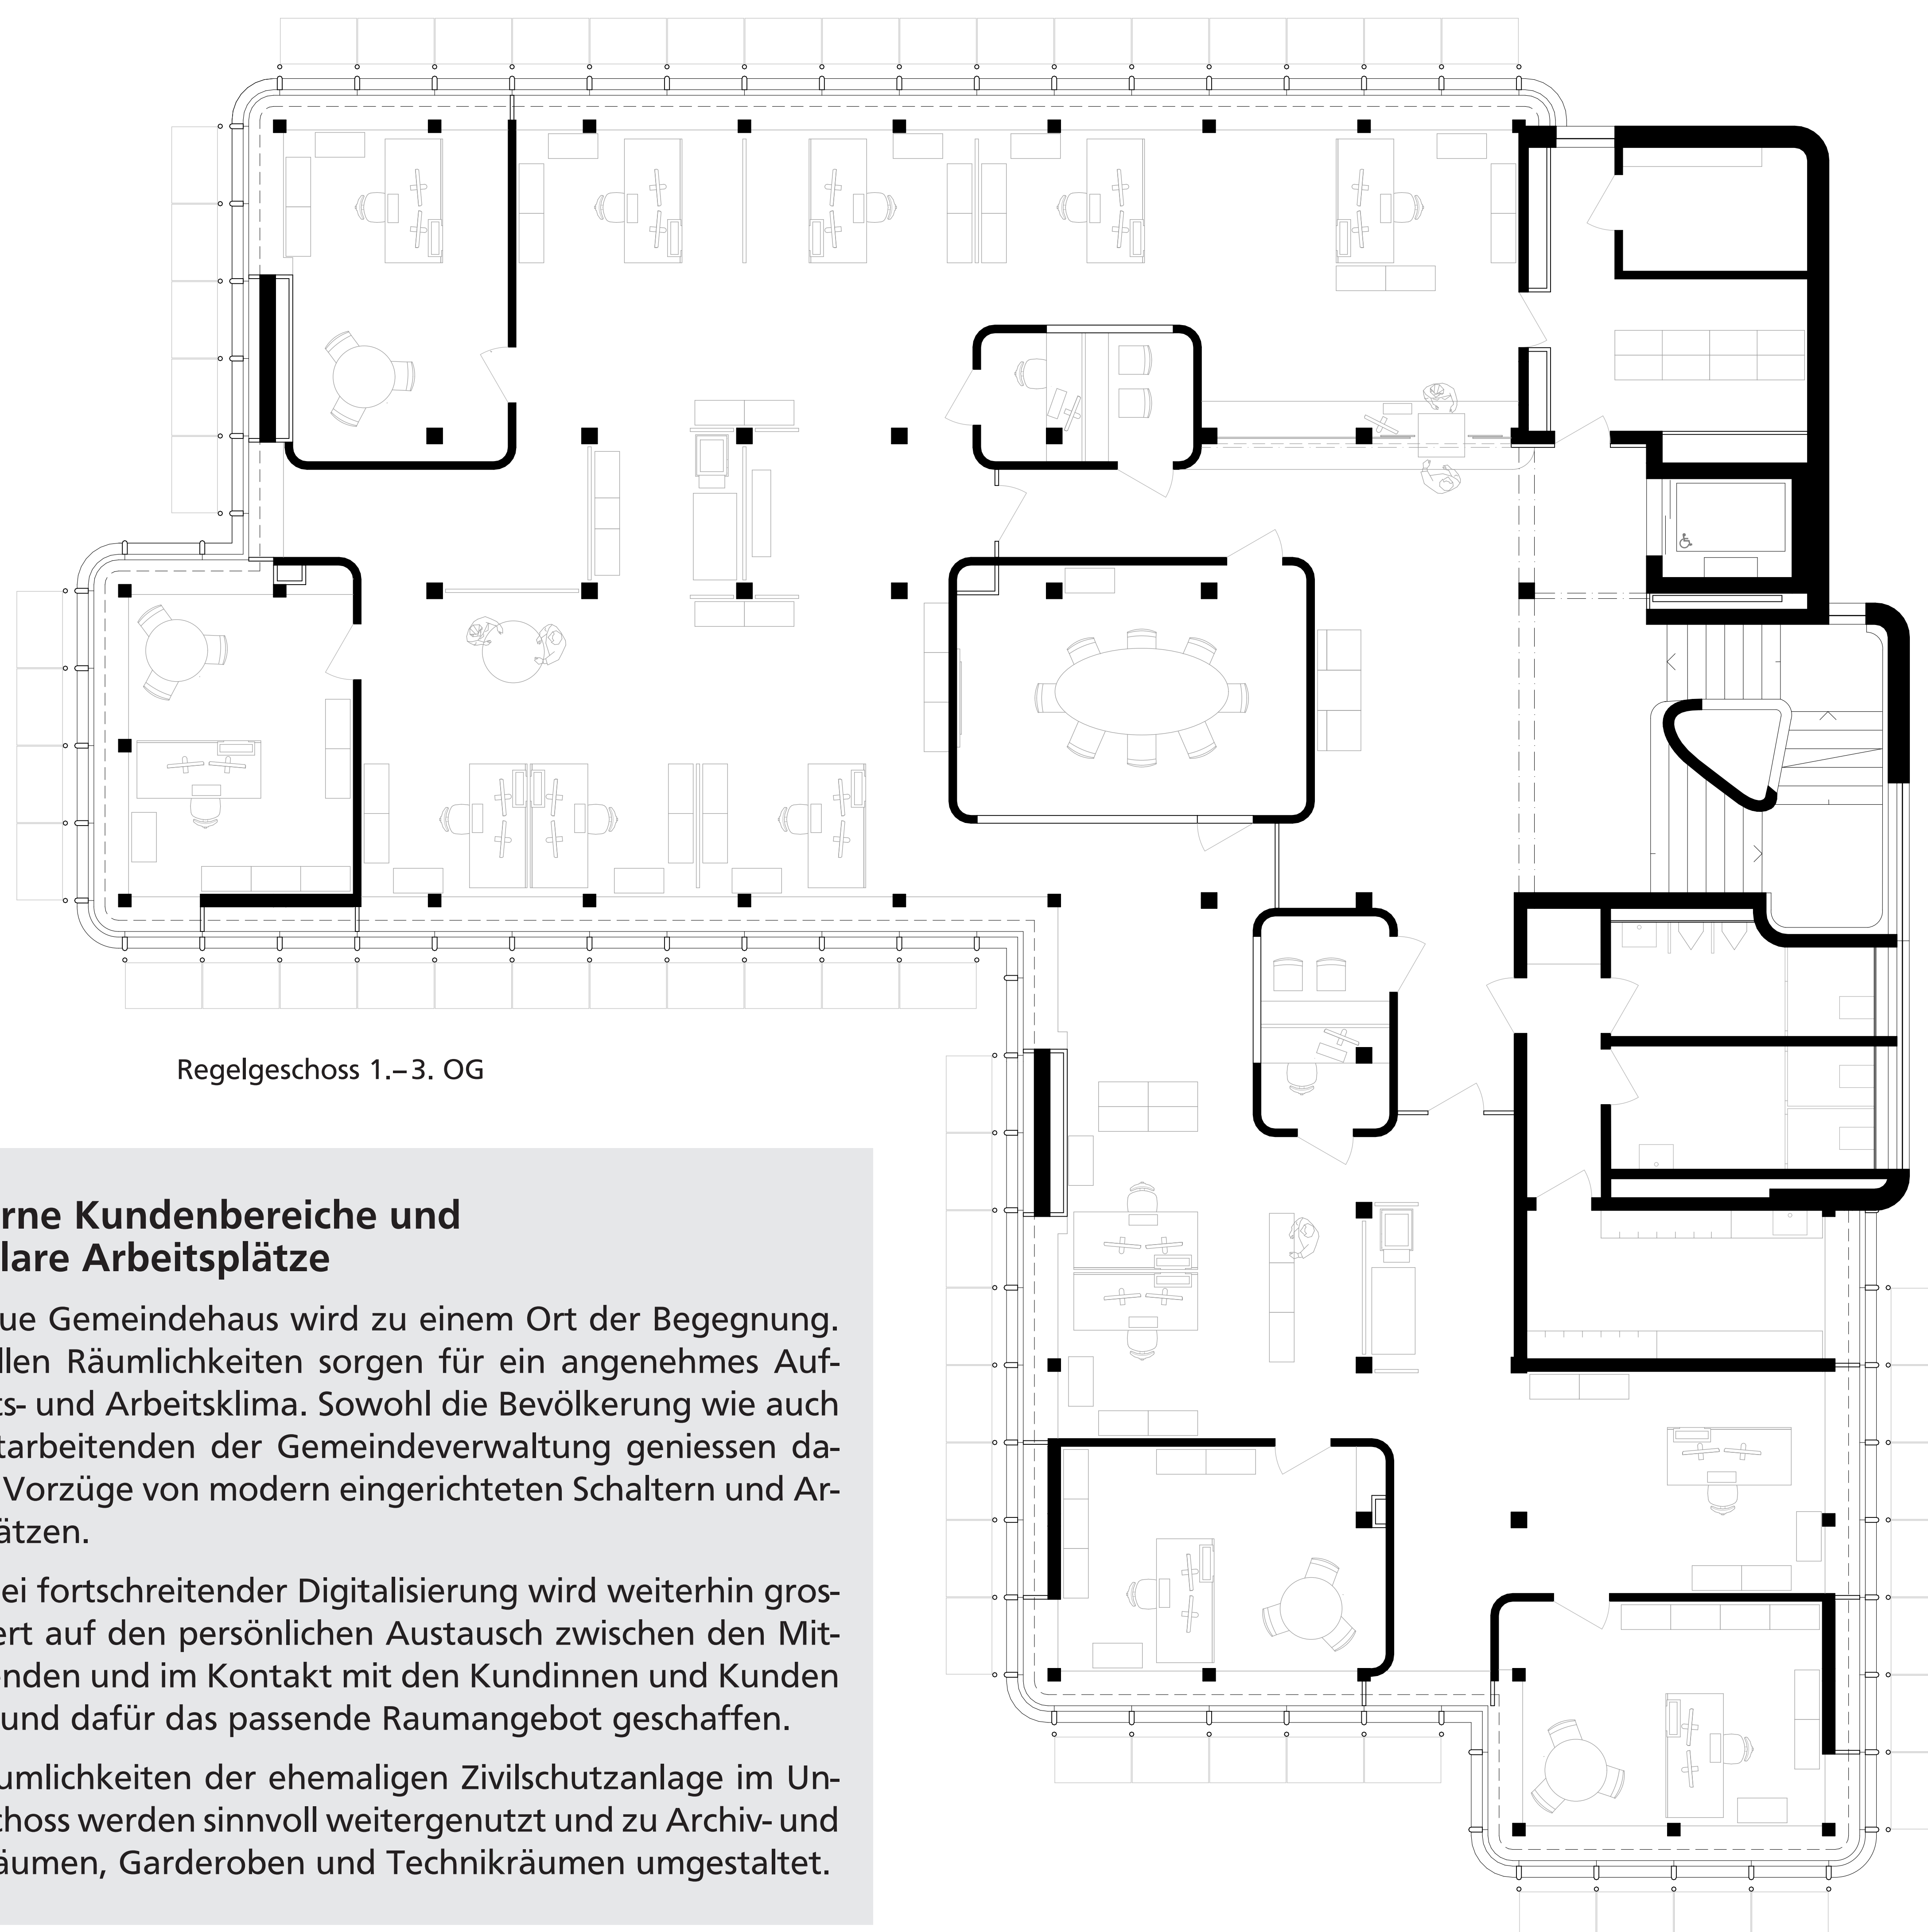 Regelgeschoss 1.–3. OG
rne Kundenbereiche und
lare Arbeitsplätze
ue Gemeindehaus wird zu einem Ort der Begegnung.
llen Räumlichkeiten sorgen für ein angenehmes Auf-
ts- und Arbeitsklima. Sowohl die Bevölkerung wie auch
tarbeitenden der Gemeindeverwaltung geniessen da-
Vorzüge von modern eingerichteten Schaltern und Ar-
ätzen.
ei fortschreitender Digitalisierung wird weiterhin gros-
ert auf den persönlichen Austausch zwischen den Mit-
enden und im Kontakt mit den Kundinnen und Kunden
und dafür das passende Raumangebot geschaffen.
umlichkeiten der ehemaligen Zivilschutzanlage im Un-
choss werden sinnvoll weitergenutzt und zu Archiv- und
äumen, Garderoben und Technikräumen umgestaltet.